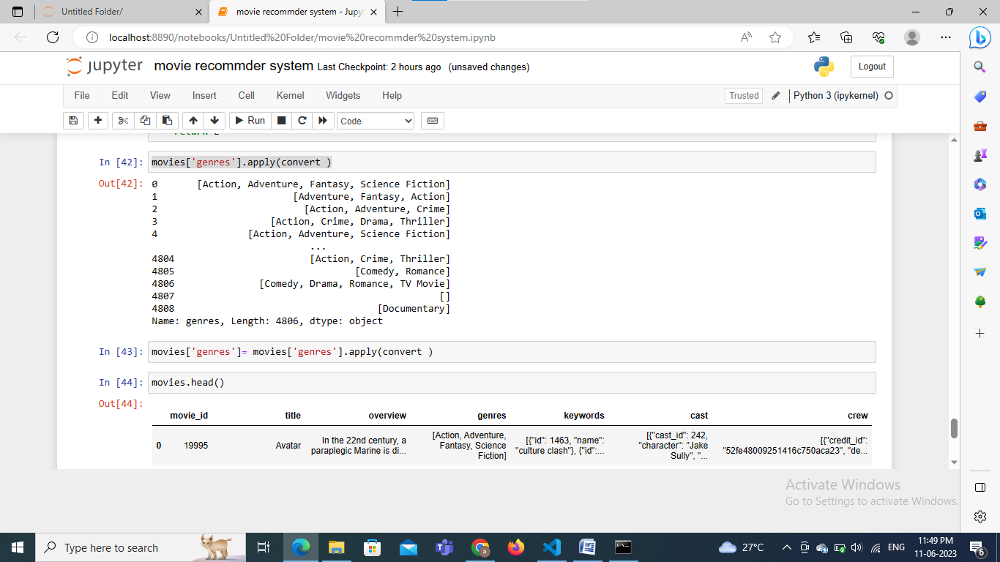 Untitled Folder/
movie recommder system - Jupy
localhost:8890/notebooks/Untitled%20Folder/movie%20recommder%20system.ipynb
jupyter movie recommder system Last Checkpoint: 2 hours ago (unsaved changes)
Logout
File Edit View Insert Cell Kernel Widgets Help
Trusted Python 3 (ipykernel)
Run Code
In [42]: movies['genres'].apply(convert )
Out[42]: 0 [Action, Adventure, Fantasy, Science Fiction]
1 [Adventure, Fantasy, Action]
2 [Action, Adventure, Crime]
3 [Action, Crime, Drama, Thriller]
4 [Action, Adventure, Science Fiction]
...
4804 [Action, Crime, Thriller]
4805 [Comedy, Romance]
4806 [Comedy, Drama, Romance, TV Movie]
4807 []
4808 [Documentary]
Name: genres, Length: 4806, dtype: object
In [43]: movies['genres']= movies['genres'].apply(convert )
In [44]: movies.head()
Out[44]:
movie_id title overview genres keywords cast crew
0 19995 Avatar In the 22nd century, a paraplegic Marine is di... [Action, Adventure, Fantasy, Science Fiction] [{"id": 1463, "name": "culture clash"}, {"id":... [{"cast_id": 242, "character": "Jake Sully", "... [{"credit_id": "52fe48009251416c750aca23", "de...
Activate Windows
Go to Settings to activate Windows.
Type here to search
27°C
ENG
11:49 PM
11-06-2023
6